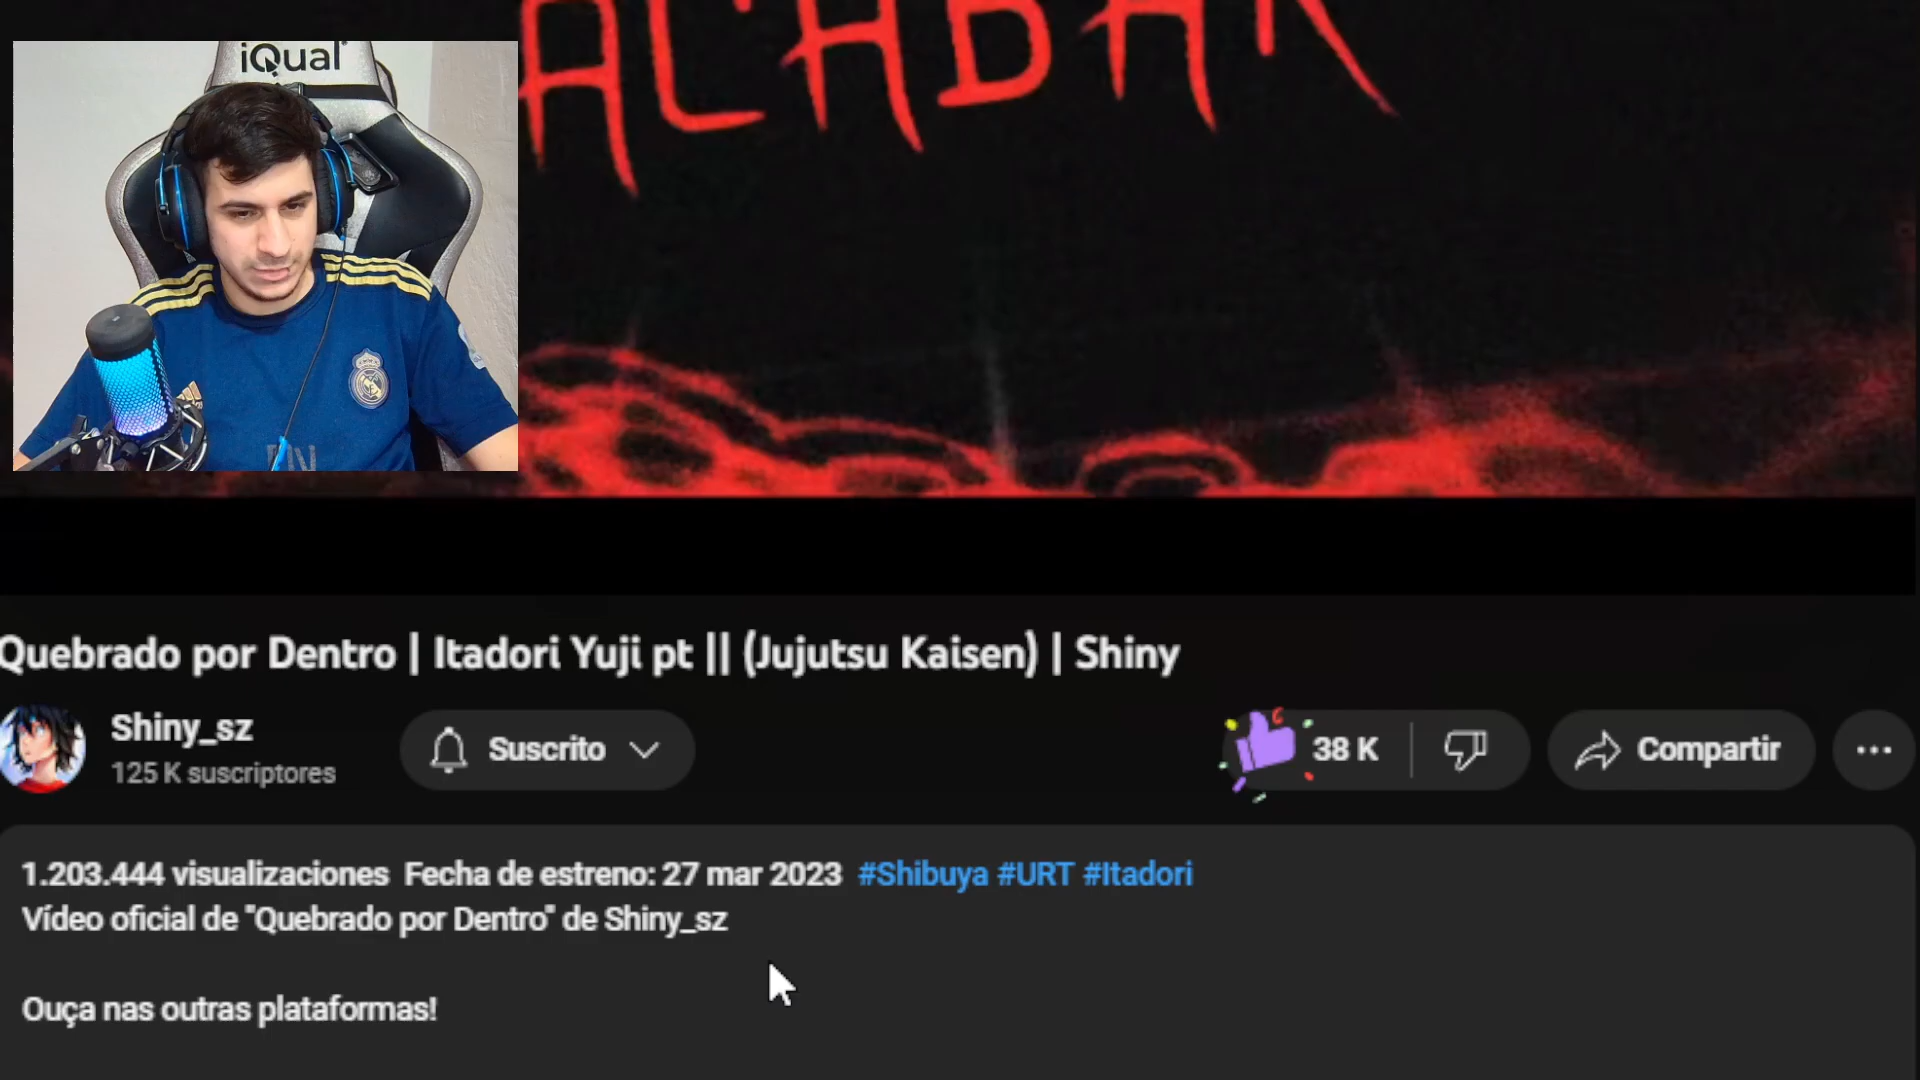 ACABAR
iQual
Quebrado por Dentro | Itadori Yuji pt || (Jujutsu Kaisen) | Shiny
Shiny_sz
125 K suscriptores
Suscrito
38 K
Compartir
1.203.444 visualizaciones Fecha de estreno: 27 mar 2023 #Shibuya #URT #Itadori
Vídeo oficial de "Quebrado por Dentro" de Shiny_sz
Ouça nas outras plataformas!